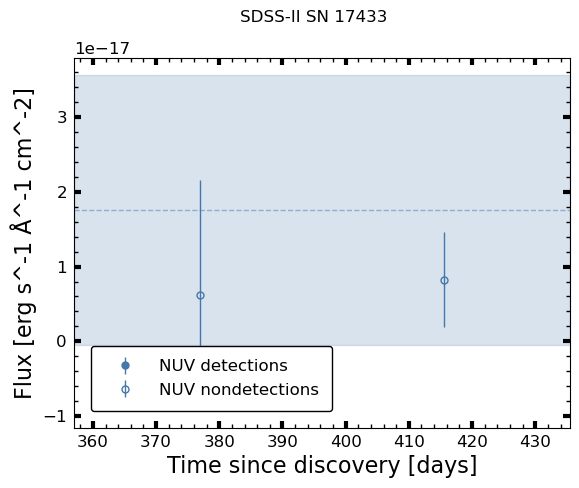 SDSS-II SN 17433
1e−17
Flux [erg s^-1 Å^-1 cm^-2]
3
2
1
0
−1
NUV detections
NUV nondetections
360 370 380 390 400 410 420 430
Time since discovery [days]